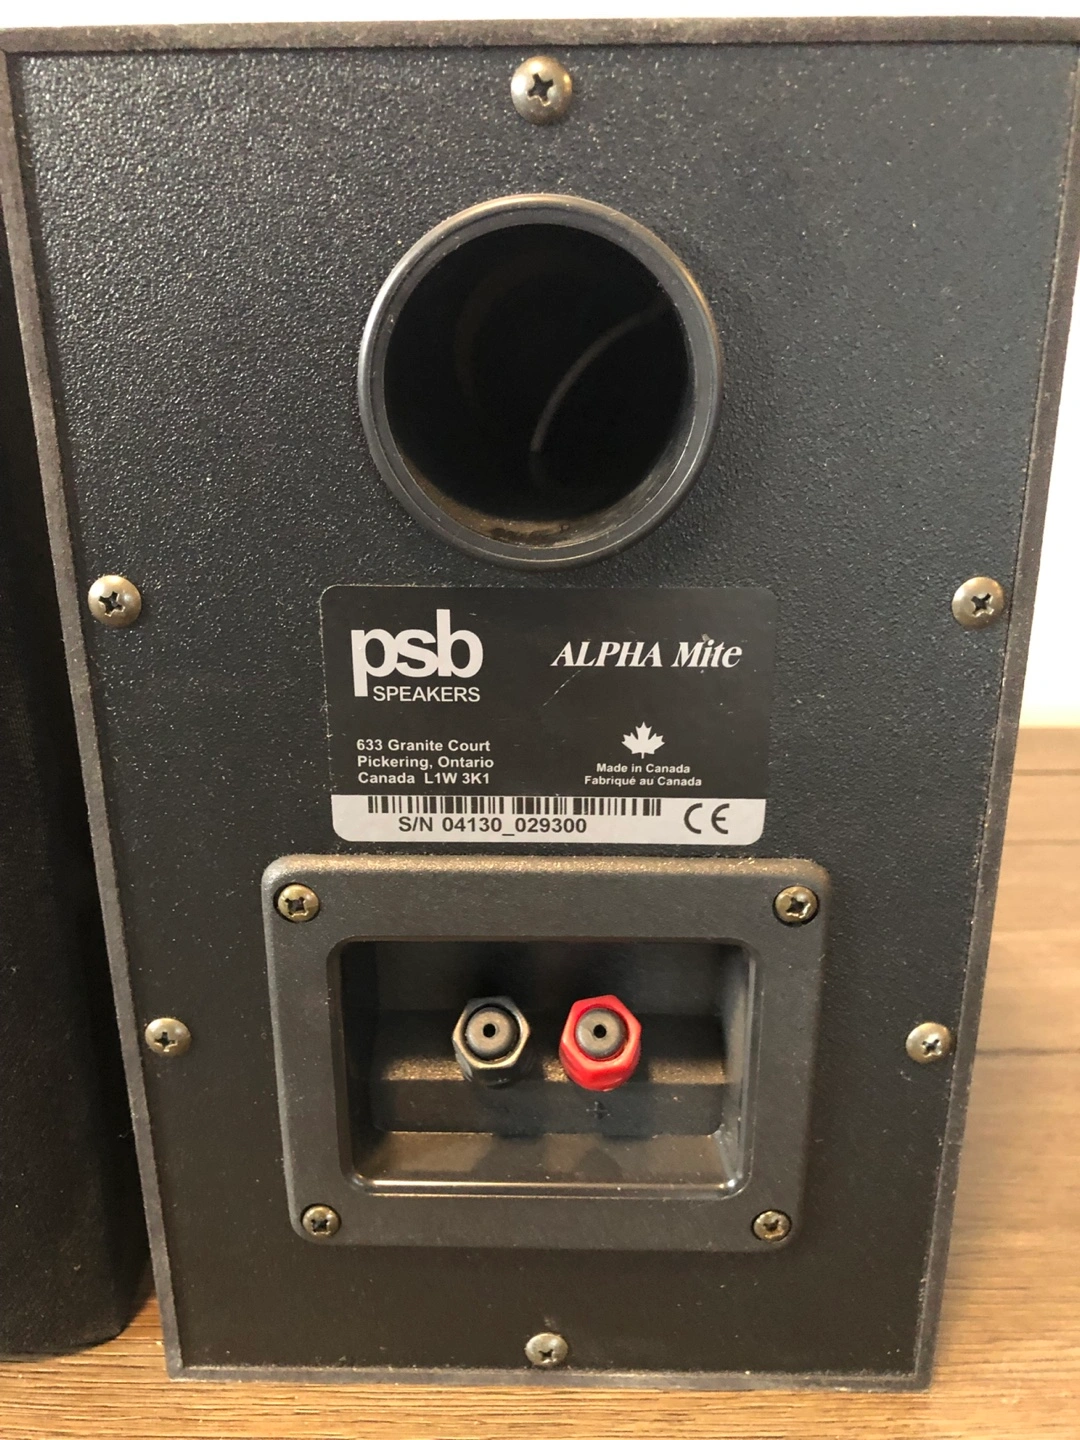 psb
SPEAKERS
ALPHA Mite
633 Granite Court
Pickering, Ontario
Canada L1W 3K1
Made in Canada
Fabriqué au Canada
S/N 04130_029300
CE